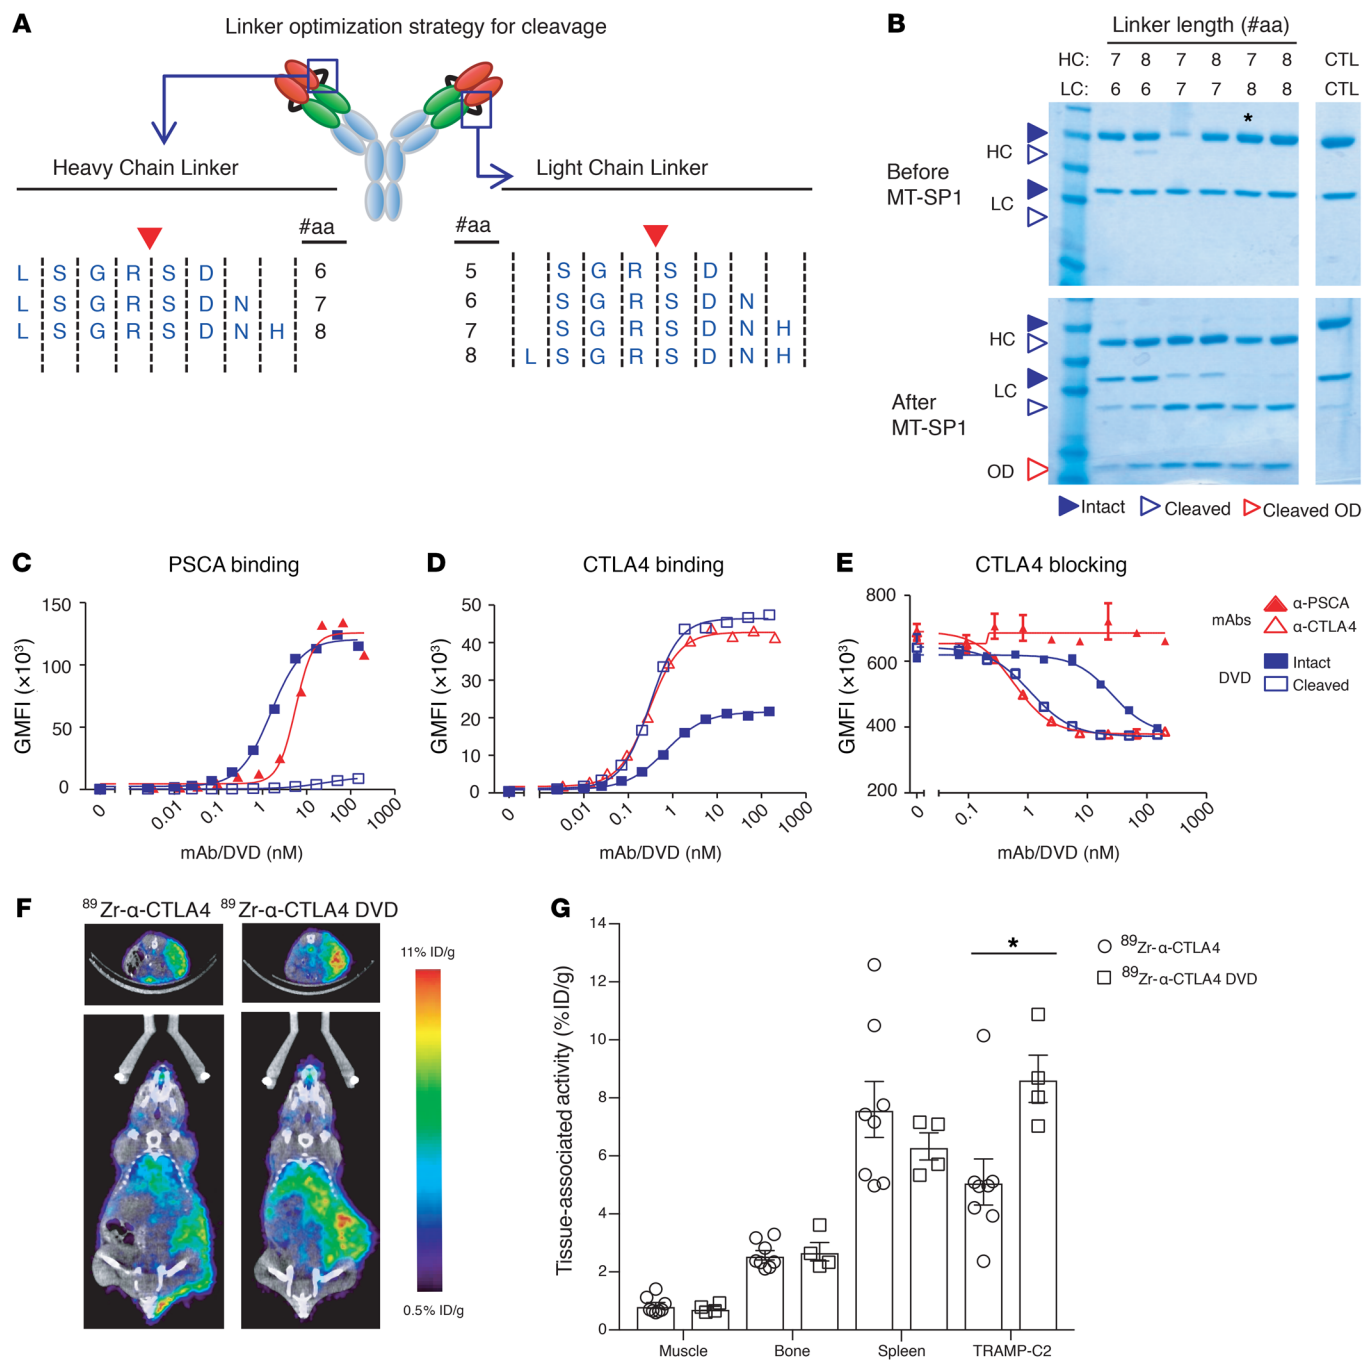 A
Linker optimization strategy for cleavage
Heavy Chain Linker
Light Chain Linker
#aa
#aa
L S G R S D 6
L S G R S D N 7
L S G R S D N H 8
5 S G R S D
6 S G R S D N
7 S G R S D N H
8 L S G R S D N H
B
Linker length (#aa)
HC: 7 8 7 8 7 8 CTL
LC: 6 6 7 7 8 8 CTL
*
HC
Before
MT-SP1
LC
HC
LC
After
MT-SP1
OD
Intact Cleaved Cleaved OD
C
PSCA binding
GMFI (×10³)
150
100
50
0
0 0.01 0.1 1 10 100 1000
mAb/DVD (nM)
D
CTLA4 binding
GMFI (×10³)
50
40
30
20
10
0
0 0.01 0.1 1 10 100 1000
mAb/DVD (nM)
E
CTLA4 blocking
GMFI (×10³)
800
600
400
200
0 0.1 1 10 100 1000
mAb/DVD (nM)
mAbs
α-PSCA
α-CTLA4
DVD
Intact
Cleaved
F
⁸⁹Zr-α-CTLA4 ⁸⁹Zr-α-CTLA4 DVD
11% ID/g
0.5% ID/g
G
Tissue-associated activity (%ID/g)
14
12
10
8
6
4
2
0
*
⁸⁹Zr-α-CTLA4
⁸⁹Zr-α-CTLA4 DVD
Muscle Bone Spleen TRAMP-C2